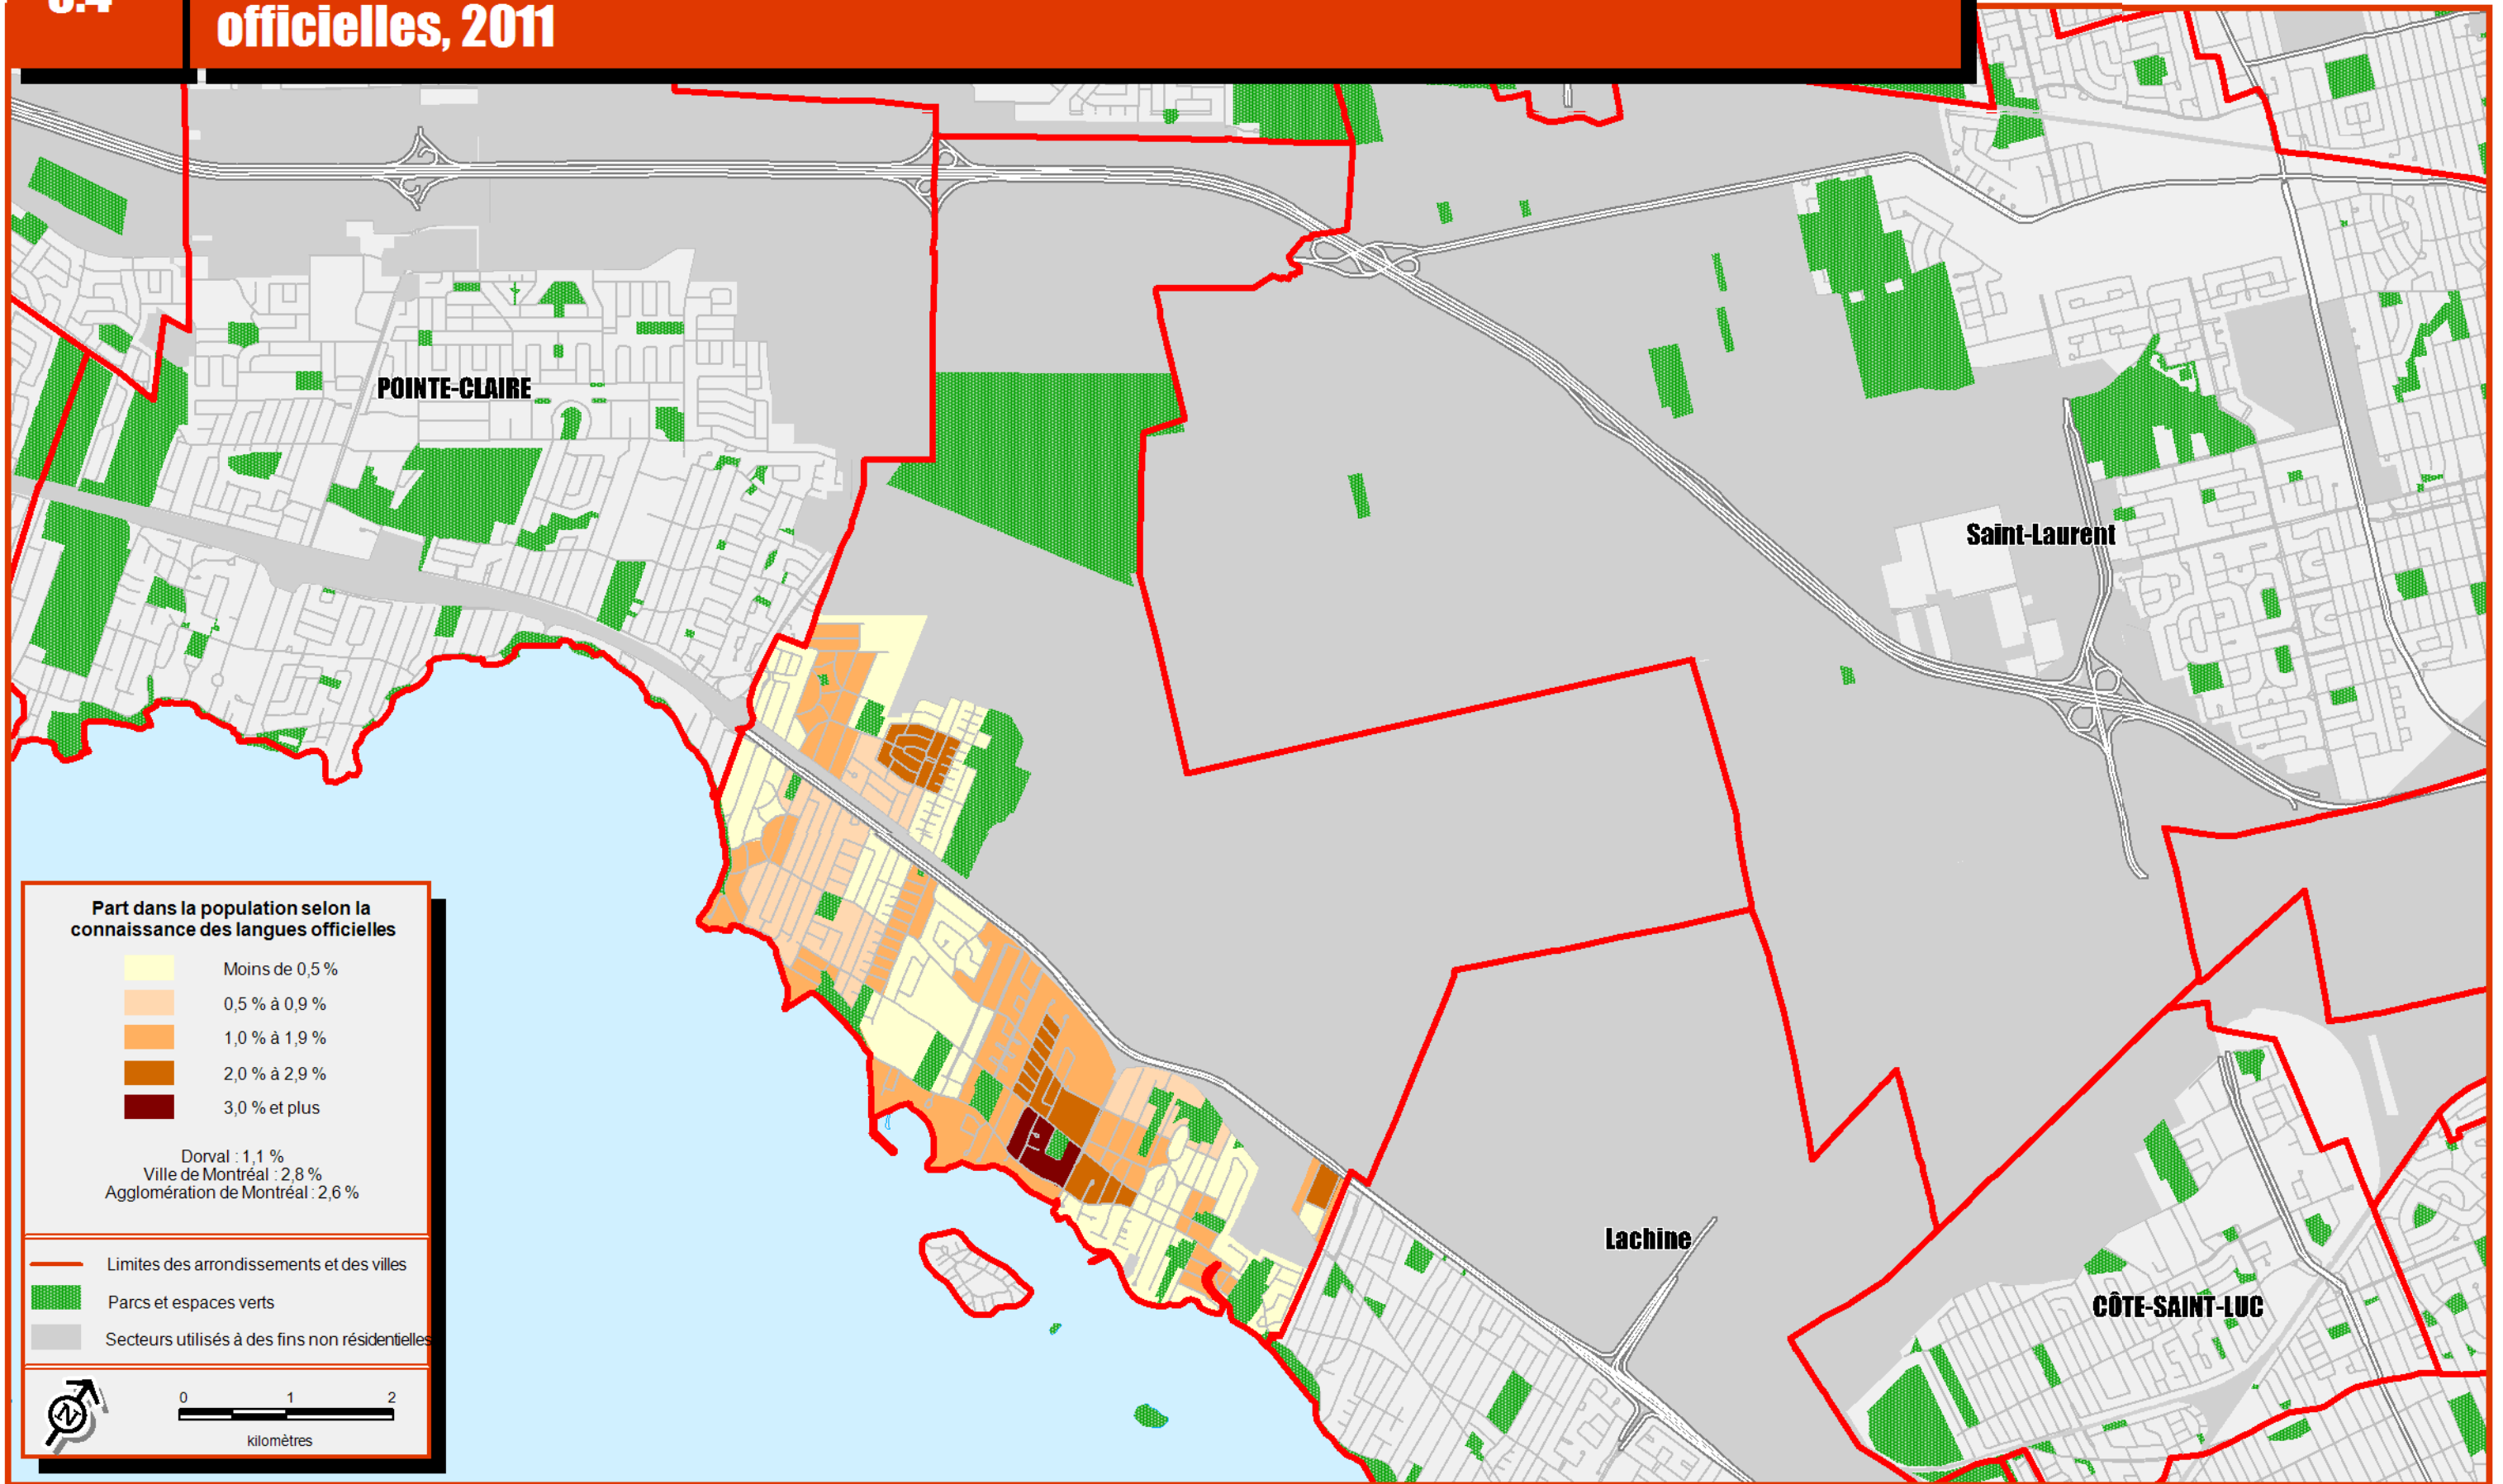 officielles, 2011
POINTE-CLAIRE
Saint-Laurent
Lachine
CÔTE-SAINT-LUC
Part dans la population selon la
connaissance des langues officielles
Moins de 0,5 %
0,5 % à 0,9 %
1,0 % à 1,9 %
2,0 % à 2,9 %
3,0 % et plus
Dorval : 1,1 %
Ville de Montréal : 2,8 %
Agglomération de Montréal : 2,6 %
Limites des arrondissements et des villes
Parcs et espaces verts
Secteurs utilisés à des fins non résidentielles
N
0 1 2
kilomètres